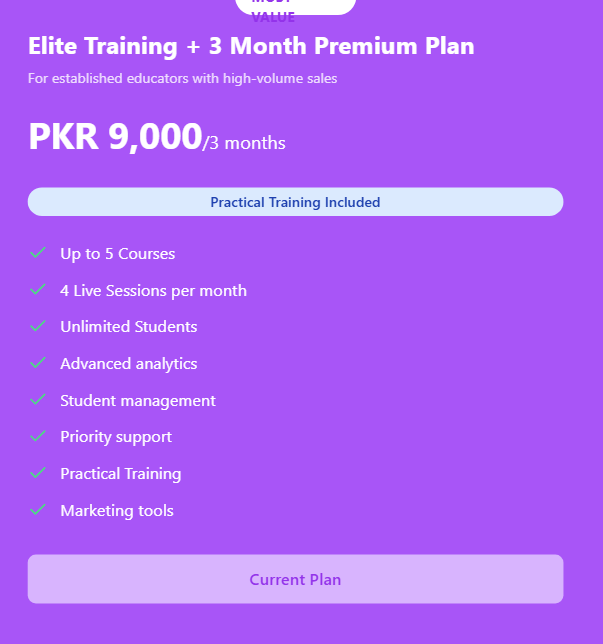 MOST
VALUE
Elite Training + 3 Month Premium Plan
For established educators with high-volume sales
PKR 9,000/3 months
Practical Training Included
Up to 5 Courses
4 Live Sessions per month
Unlimited Students
Advanced analytics
Student management
Priority support
Practical Training
Marketing tools
Current Plan